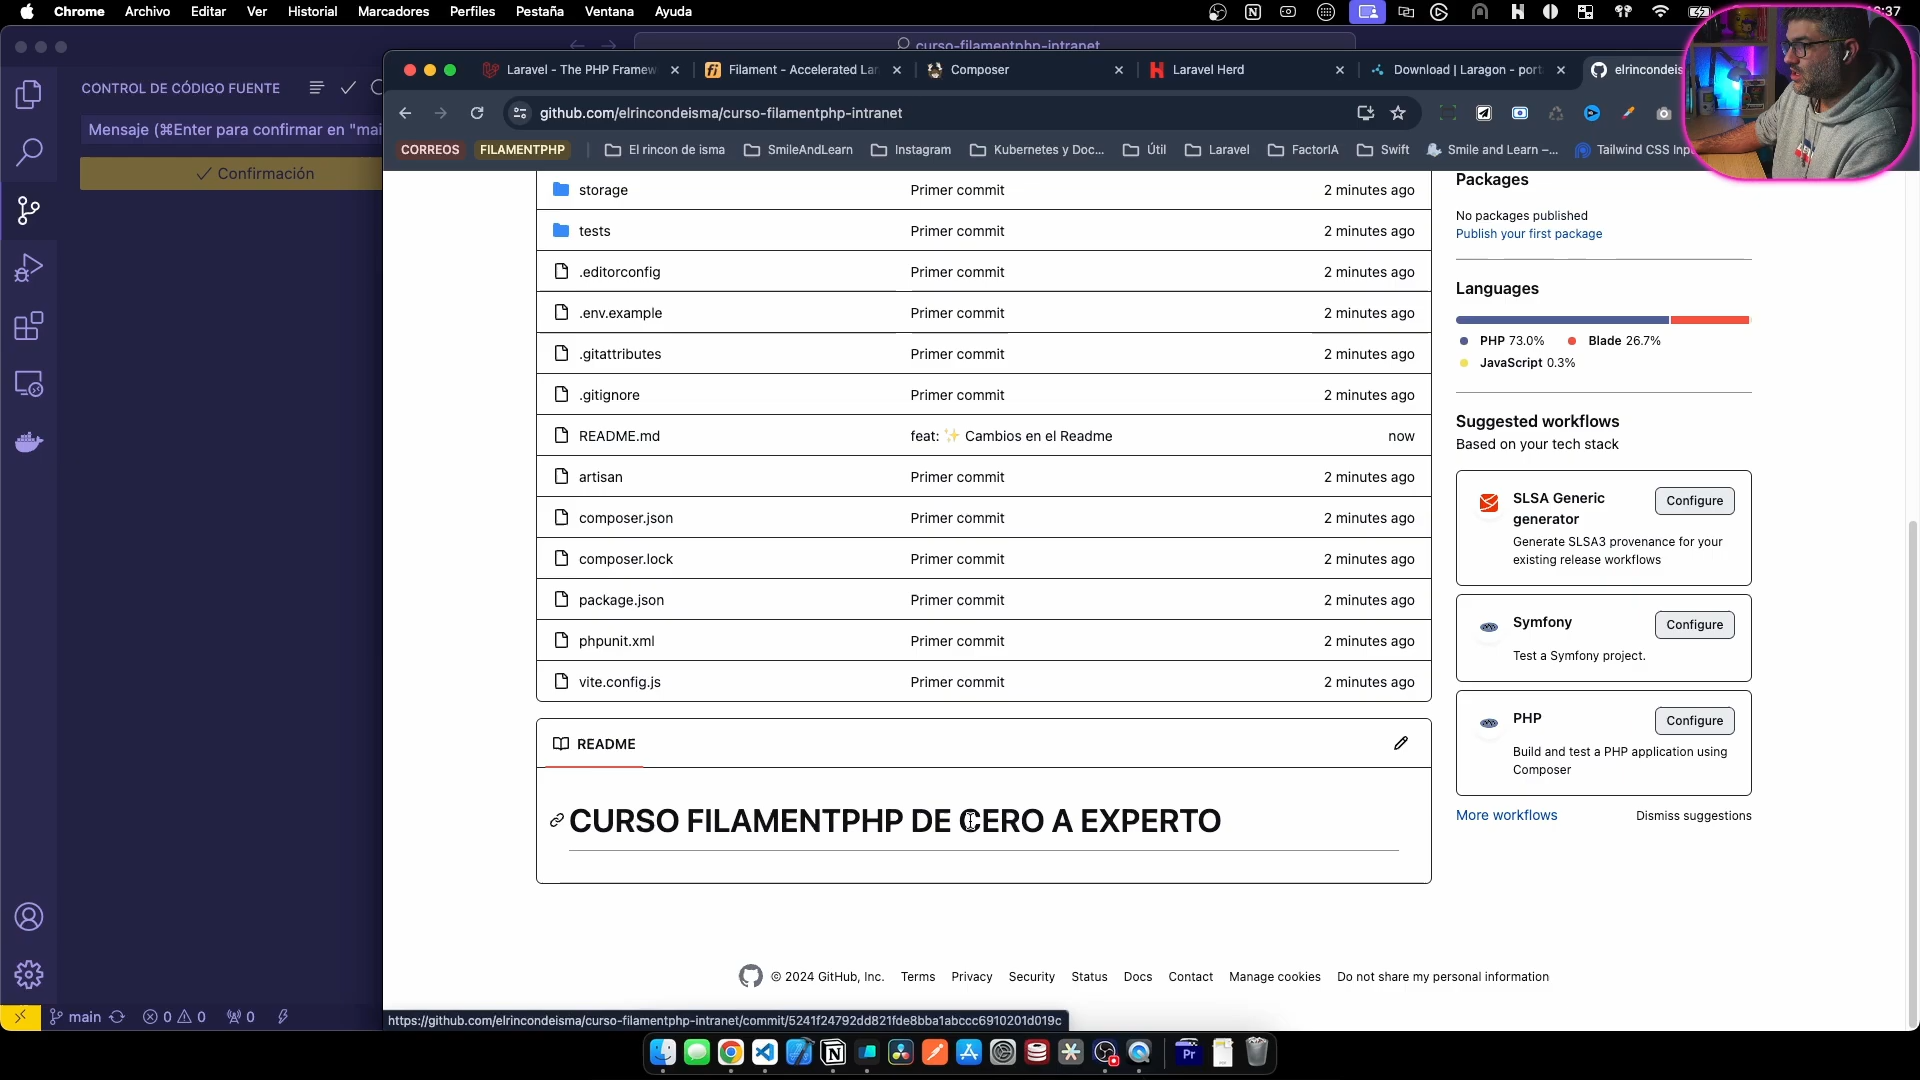 Chrome Archivo Editar Ver Historial Marcadores Perfiles Pestaña Ventana Ayuda
curso-filamentphp-intranet
CONTROL DE CÓDIGO FUENTE
Mensaje (⌘Enter para confirmar en "mai
✓ Confirmación
Laravel - The PHP Framew
Filament - Accelerated Lar
Composer
Laravel Herd
Download | Laragon - port
elrincondeis
github.com/elrincondeisma/curso-filamentphp-intranet
CORREOS
FILAMENTPHP
El rincon de isma
SmileAndLearn
Instagram
Kubernetes y Doc...
Útil
Laravel
FactorIA
Swift
Smile and Learn –...
Tailwind CSS Inp
storage Primer commit 2 minutes ago
tests Primer commit 2 minutes ago
.editorconfig Primer commit 2 minutes ago
.env.example Primer commit 2 minutes ago
.gitattributes Primer commit 2 minutes ago
.gitignore Primer commit 2 minutes ago
README.md feat: ✨ Cambios en el Readme now
artisan Primer commit 2 minutes ago
composer.json Primer commit 2 minutes ago
composer.lock Primer commit 2 minutes ago
package.json Primer commit 2 minutes ago
phpunit.xml Primer commit 2 minutes ago
vite.config.js Primer commit 2 minutes ago
README
CURSO FILAMENTPHP DE CERO A EXPERTO
Packages
No packages published
Publish your first package
Languages
PHP 73.0% Blade 26.7%
JavaScript 0.3%
Suggested workflows
Based on your tech stack
SLSA Generic
generator
Configure
Generate SLSA3 provenance for your
existing release workflows
Symfony
Configure
Test a Symfony project.
PHP
Configure
Build and test a PHP application using
Composer
More workflows
Dismiss suggestions
© 2024 GitHub, Inc. Terms Privacy Security Status Docs Contact Manage cookies Do not share my personal information
main
0 0
0
https://github.com/elrincondeisma/curso-filamentphp-intranet/commit/5241f24792dd821fde8bba1abccc6910201d019c
Pr